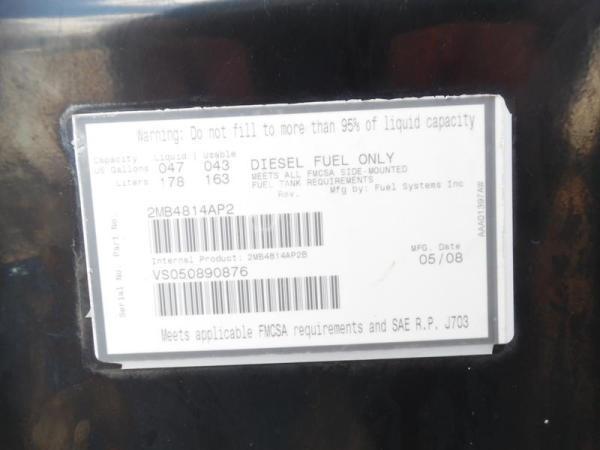 Warning: Do not fill to more than 95% of liquid capacity
Capacity Liquid | Usable
US Gallons 047 043
Liters 178 163
DIESEL FUEL ONLY
MEETS ALL FMCSA SIDE-MOUNTED
FUEL TANK REQUIREMENTS
Rev. Mfg by: Fuel Systems Inc
AAA01397AW
Part No.
2MB4814AP2
Internal Product: 2MB4814AP2B
MFG. Date
05/08
Serial No.
VS050890876
Meets applicable FMCSA requirements and SAE R.P. J703